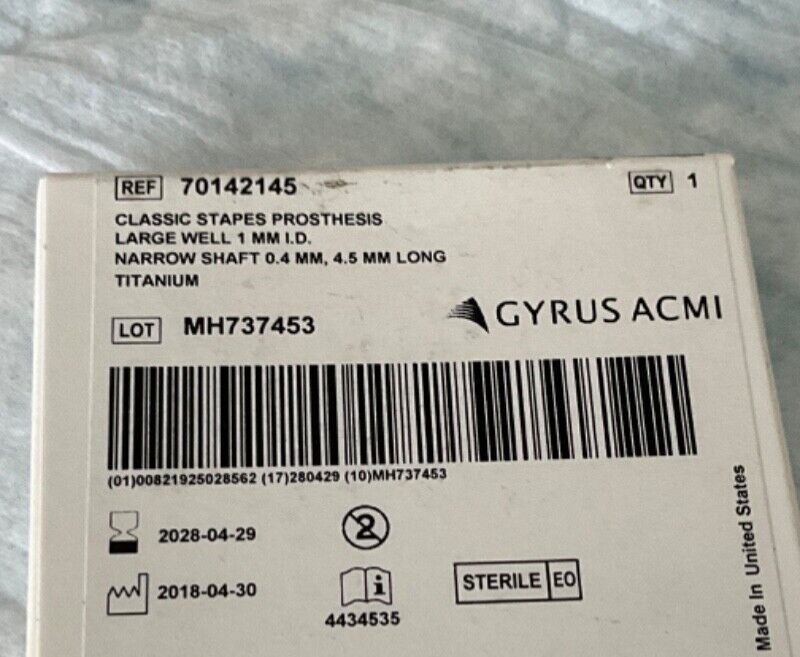 REF 70142145 QTY 1
CLASSIC STAPES PROSTHESIS
LARGE WELL 1 MM I.D.
NARROW SHAFT 0.4 MM, 4.5 MM LONG
TITANIUM
LOT MH737453
GYRUS ACMI
(01)00821925028562 (17)280429 (10)MH737453
2028-04-29
2
2018-04-30
i
4434535
STERILE EO
Made In United States